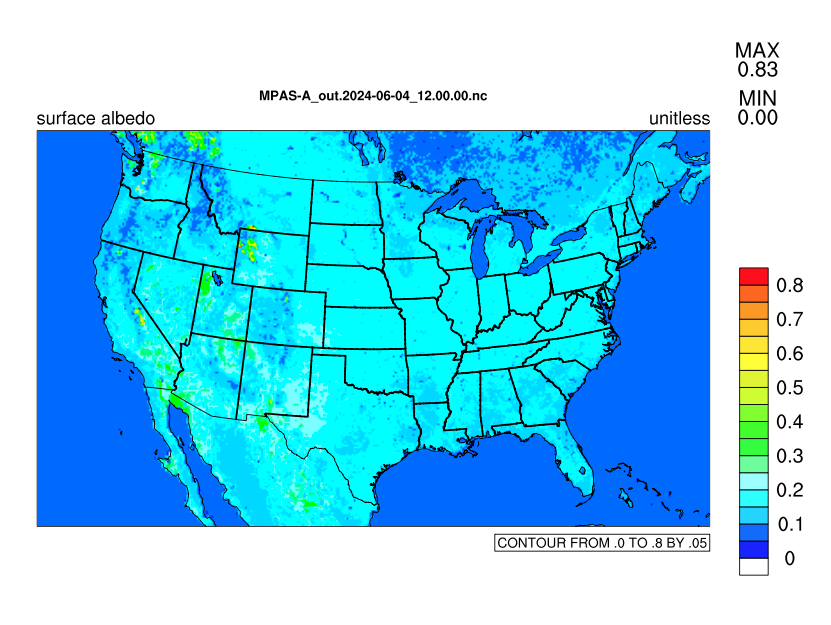 MAX
0.83
MPAS-A_out.2024-06-04_12.00.00.nc
MIN
0.00
surface albedo
unitless
0.8
0.7
0.6
0.5
0.4
0.3
0.2
0.1
0
CONTOUR FROM .0 TO .8 BY .05